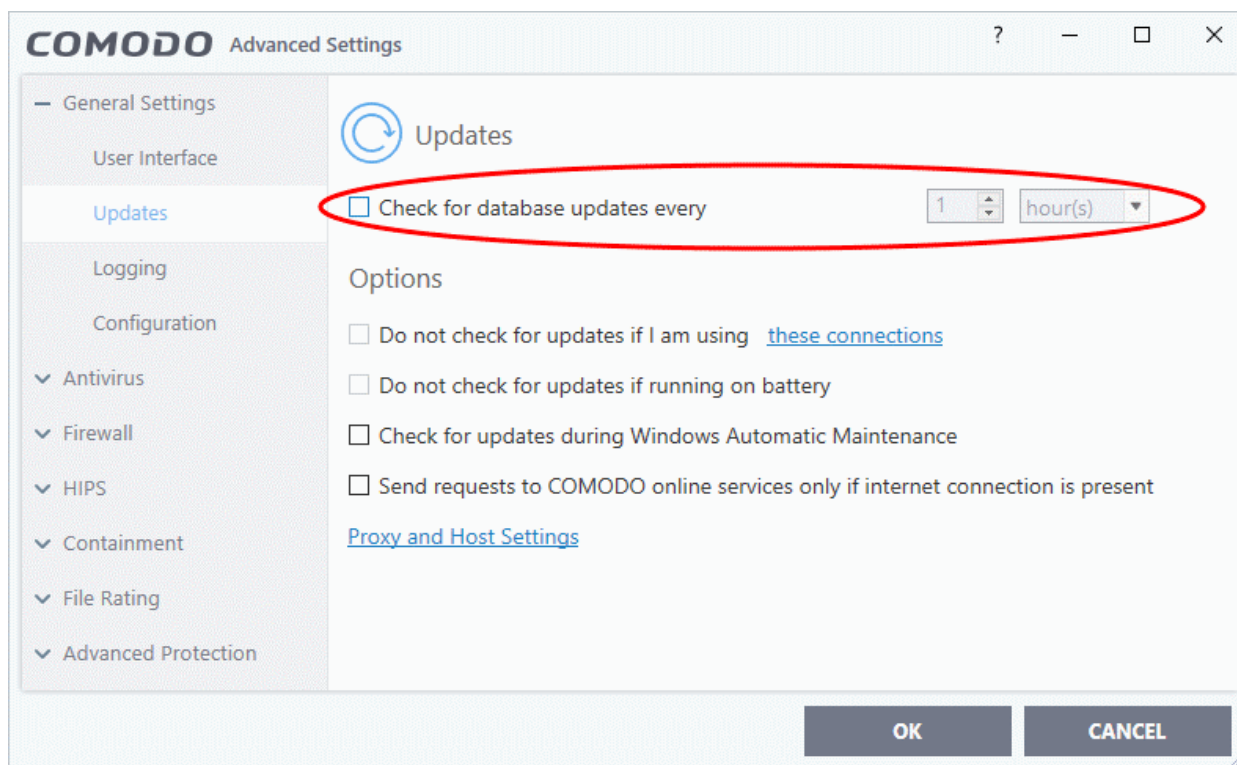 COMODO Advanced Settings ?
General Settings
User Interface
Updates
Logging
Configuration
Antivirus
Firewall
HIPS
Containment
File Rating
Advanced Protection
Updates
Check for database updates every 1 hour(s)
Options
Do not check for updates if I am using these connections
Do not check for updates if running on battery
Check for updates during Windows Automatic Maintenance
Send requests to COMODO online services only if internet connection is present
Proxy and Host Settings
OK CANCEL